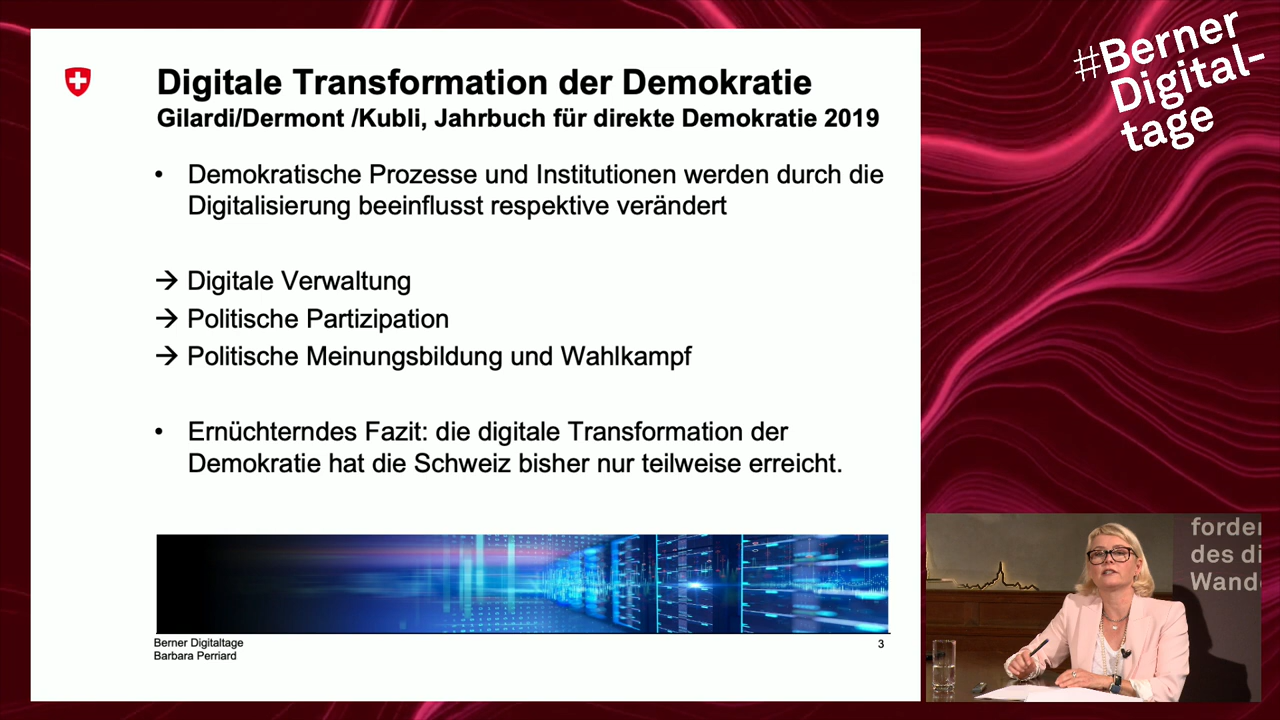 Digitale Transformation der Demokratie
Gilardi/Dermont /Kubli, Jahrbuch für direkte Demokratie 2019
• Demokratische Prozesse und Institutionen werden durch die
Digitalisierung beeinflusst respektive verändert
→ Digitale Verwaltung
→ Politische Partizipation
→ Politische Meinungsbildung und Wahlkampf
• Ernüchterndes Fazit: die digitale Transformation der
Demokratie hat die Schweiz bisher nur teilweise erreicht.
Berner Digitaltage
Barbara Perriard
3
#Berner
Digital-
tage
forder
des di
Wand